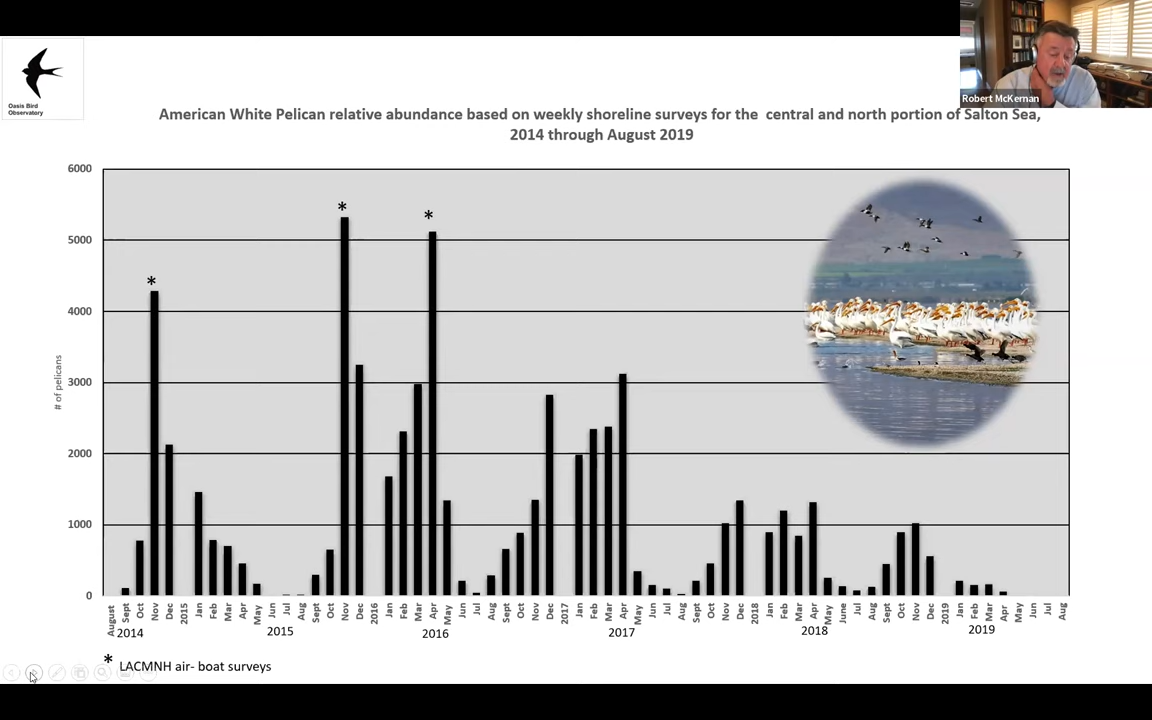 Robert McKernan
Oasis Bird
Observatory
American White Pelican relative abundance based on weekly shoreline surveys for the central and north portion of Salton Sea,
2014 through August 2019
6000
5000
4000
3000
2000
1000
0
# of pelicans
*
*
*
August
Sept
Oct
Nov
Dec
2015
Jan
Feb
Mar
Apr
May
Jun
Jul
Aug
Sept
Oct
Nov
Dec
2016
Jan
Feb
Mar
Apr
May
Jun
Jul
Aug
Sept
Oct
Nov
Dec
2017
Jan
Feb
Mar
Apr
May
Jun
Jul
Aug
Sept
Oct
Nov
Dec
2018
Jan
Feb
Mar
Apr
May
June
Jul
Aug
Sep
Oct
Nov
Dec
2019
Jan
Feb
Mar
Apr
May
Jun
Jul
Aug
2014
2015
2016
2017
2018
2019
* LACMNH air- boat surveys